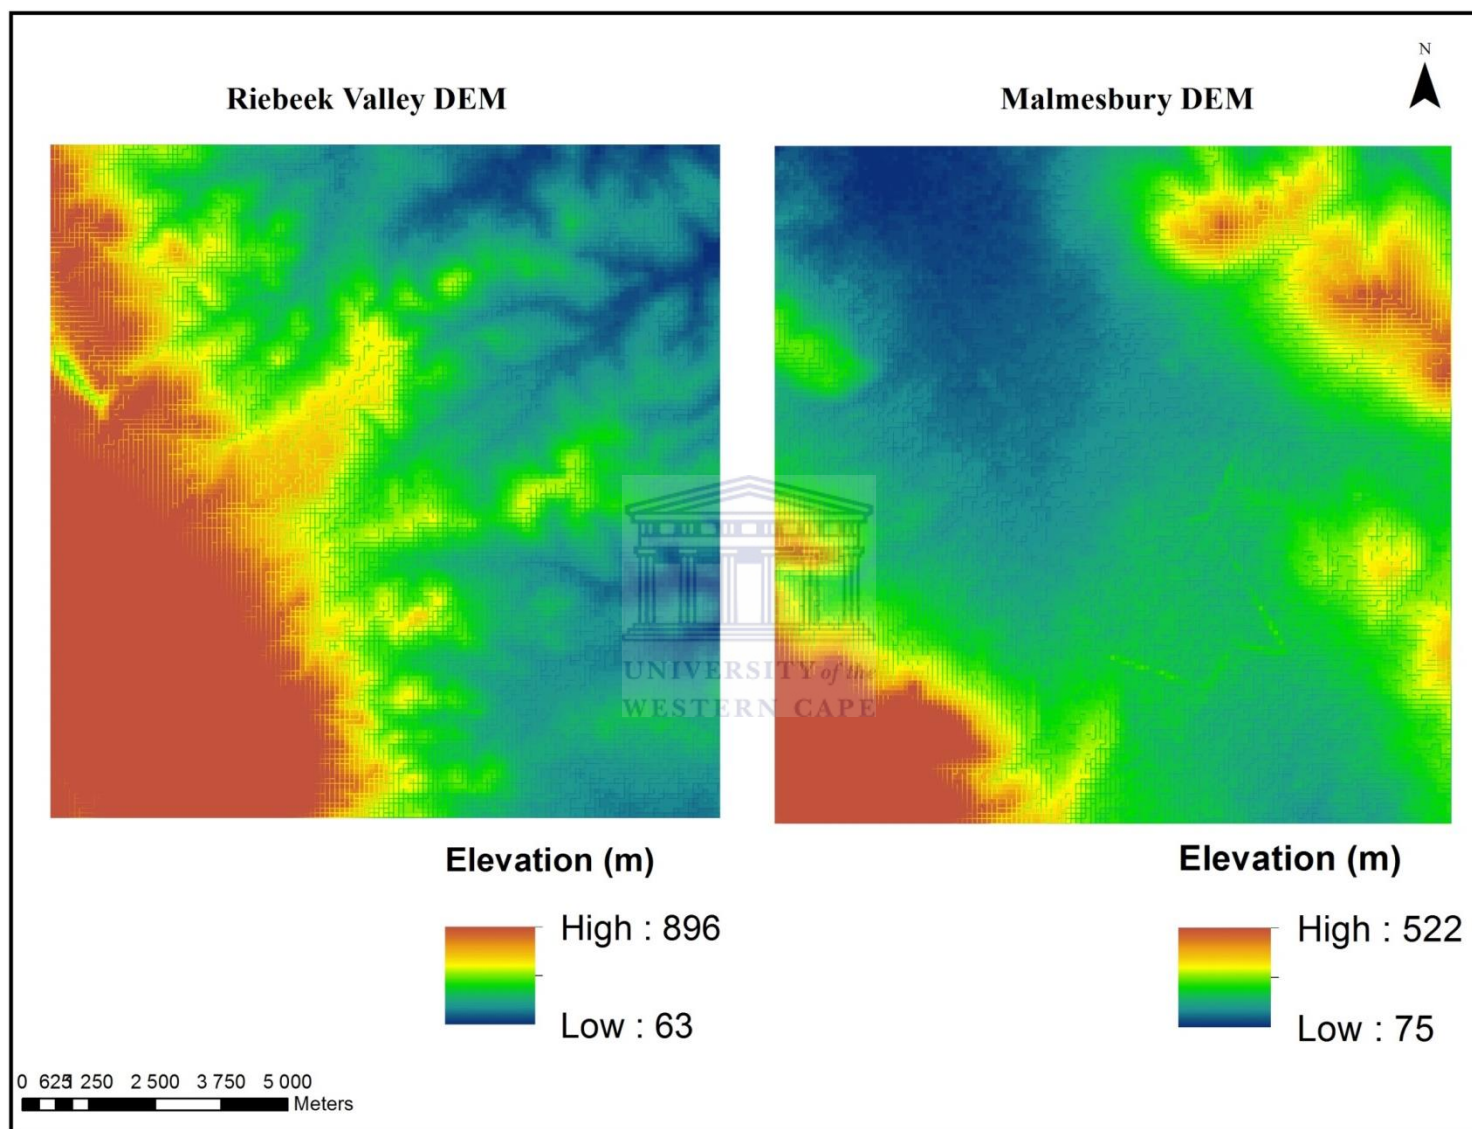 N
Riebeek Valley DEM
Malmesbury DEM
UNIVERSITY of the
WESTERN CAPE
Elevation (m)
High : 896
Low : 63
Elevation (m)
High : 522
Low : 75
0 625 1 250 2 500 3 750 5 000
Meters